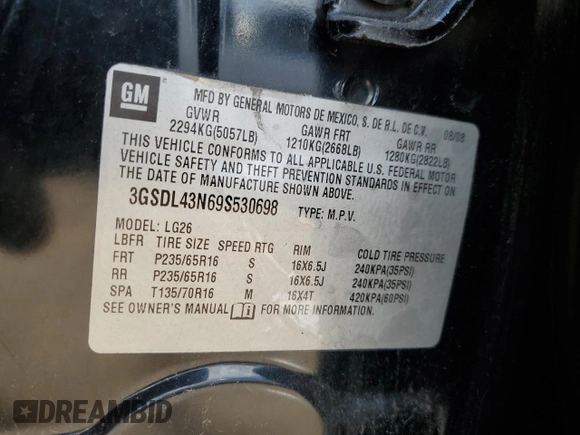 GM
MFD BY GENERAL MOTORS DE MEXICO, S. DE R.L. DE C.V. 08/08
GVWR GAWR FRT GAWR RR
2294KG(5057LB) 1210KG(2668LB) 1280KG(2822LB)
THIS VEHICLE CONFORMS TO ALL APPLICABLE U.S. FEDERAL MOTOR
VEHICLE SAFETY AND THEFT PREVENTION STANDARDS IN EFFECT ON
THE DATE OF MANUFACTURE SHOWN ABOVE.
3GSDL43N69S530698 TYPE: M.P.V.
MODEL: LG26
LBFR TIRE SIZE SPEED RTG RIM COLD TIRE PRESSURE
FRT P235/65R16 S 16X6.5J 240KPA(35PSI)
RR P235/65R16 S 16X6.5J 240KPA(35PSI)
SPA T135/70R16 M 16X4T 420KPA(60PSI)
SEE OWNER'S MANUAL FOR MORE INFORMATION.
DREAMBID